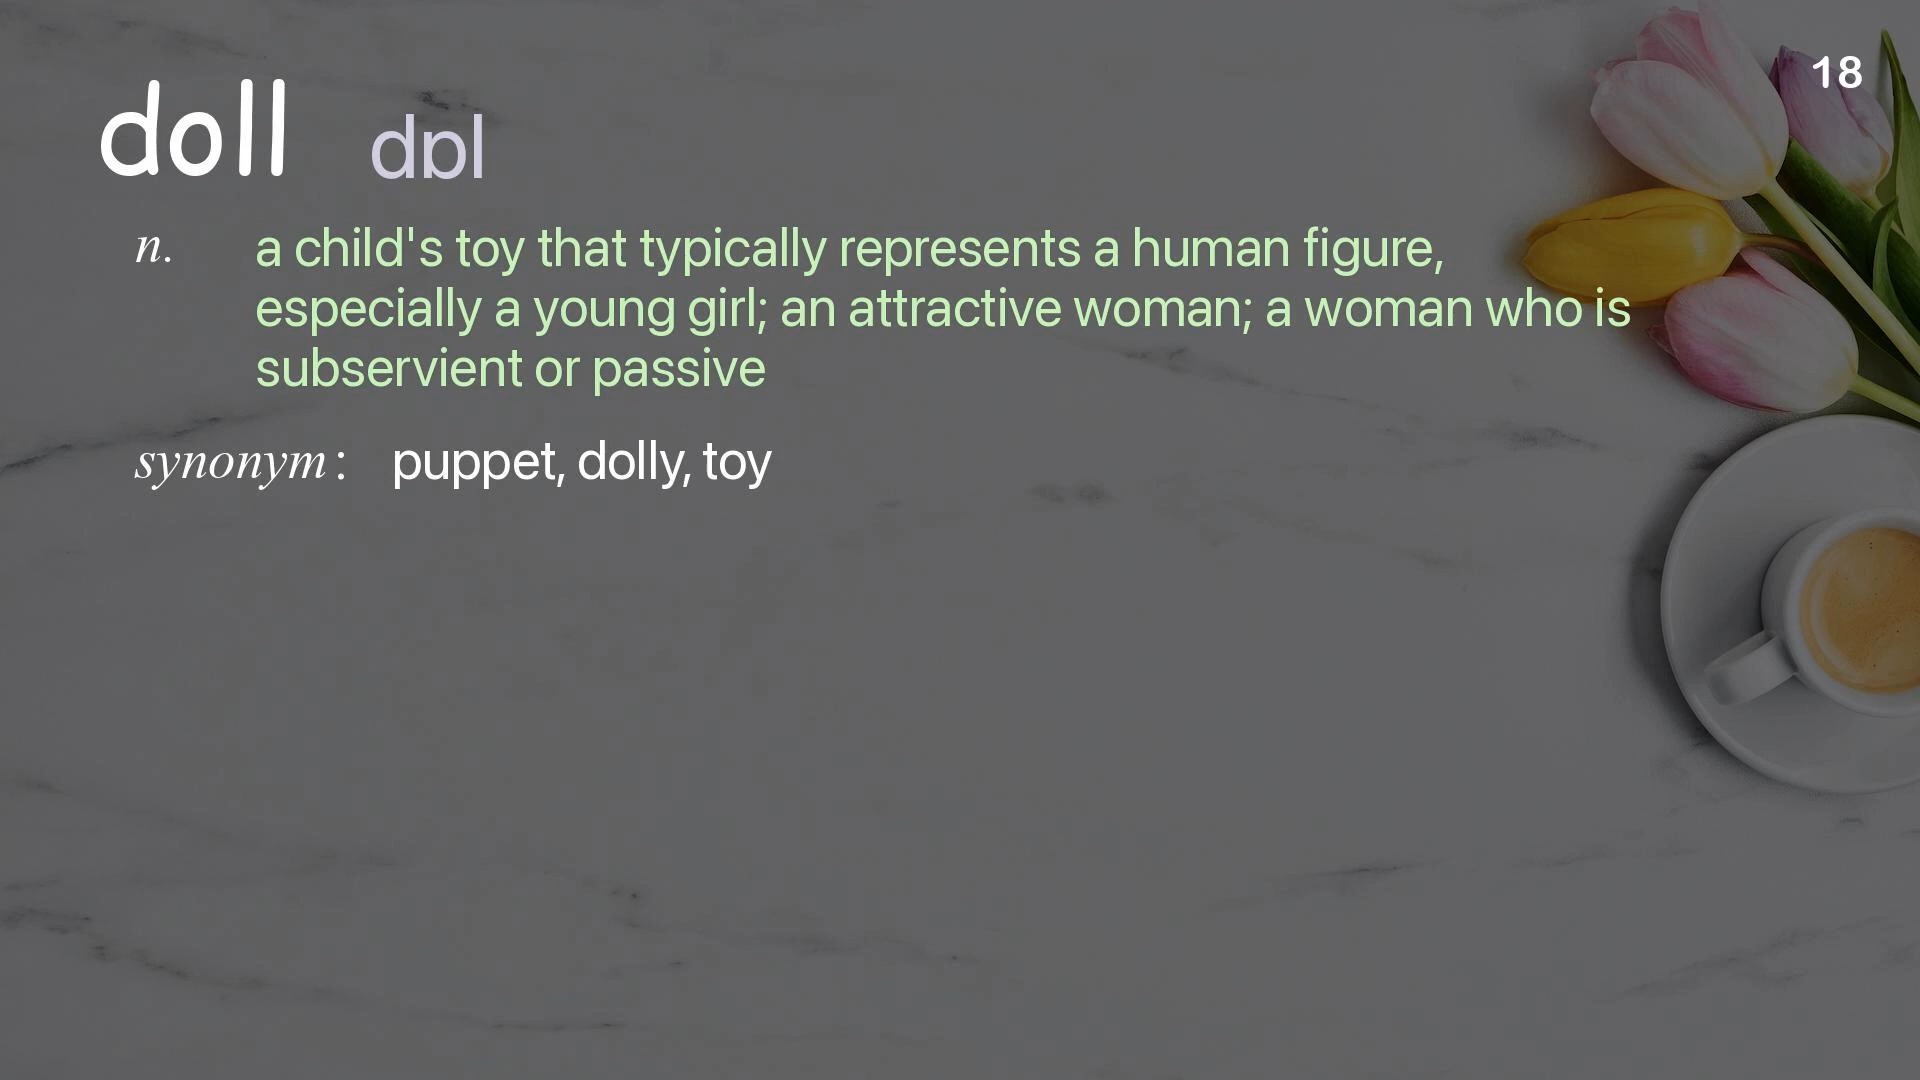 18
doll dɒl
n. a child's toy that typically represents a human figure,
especially a young girl; an attractive woman; a woman who is
subservient or passive
synonym: puppet, dolly, toy